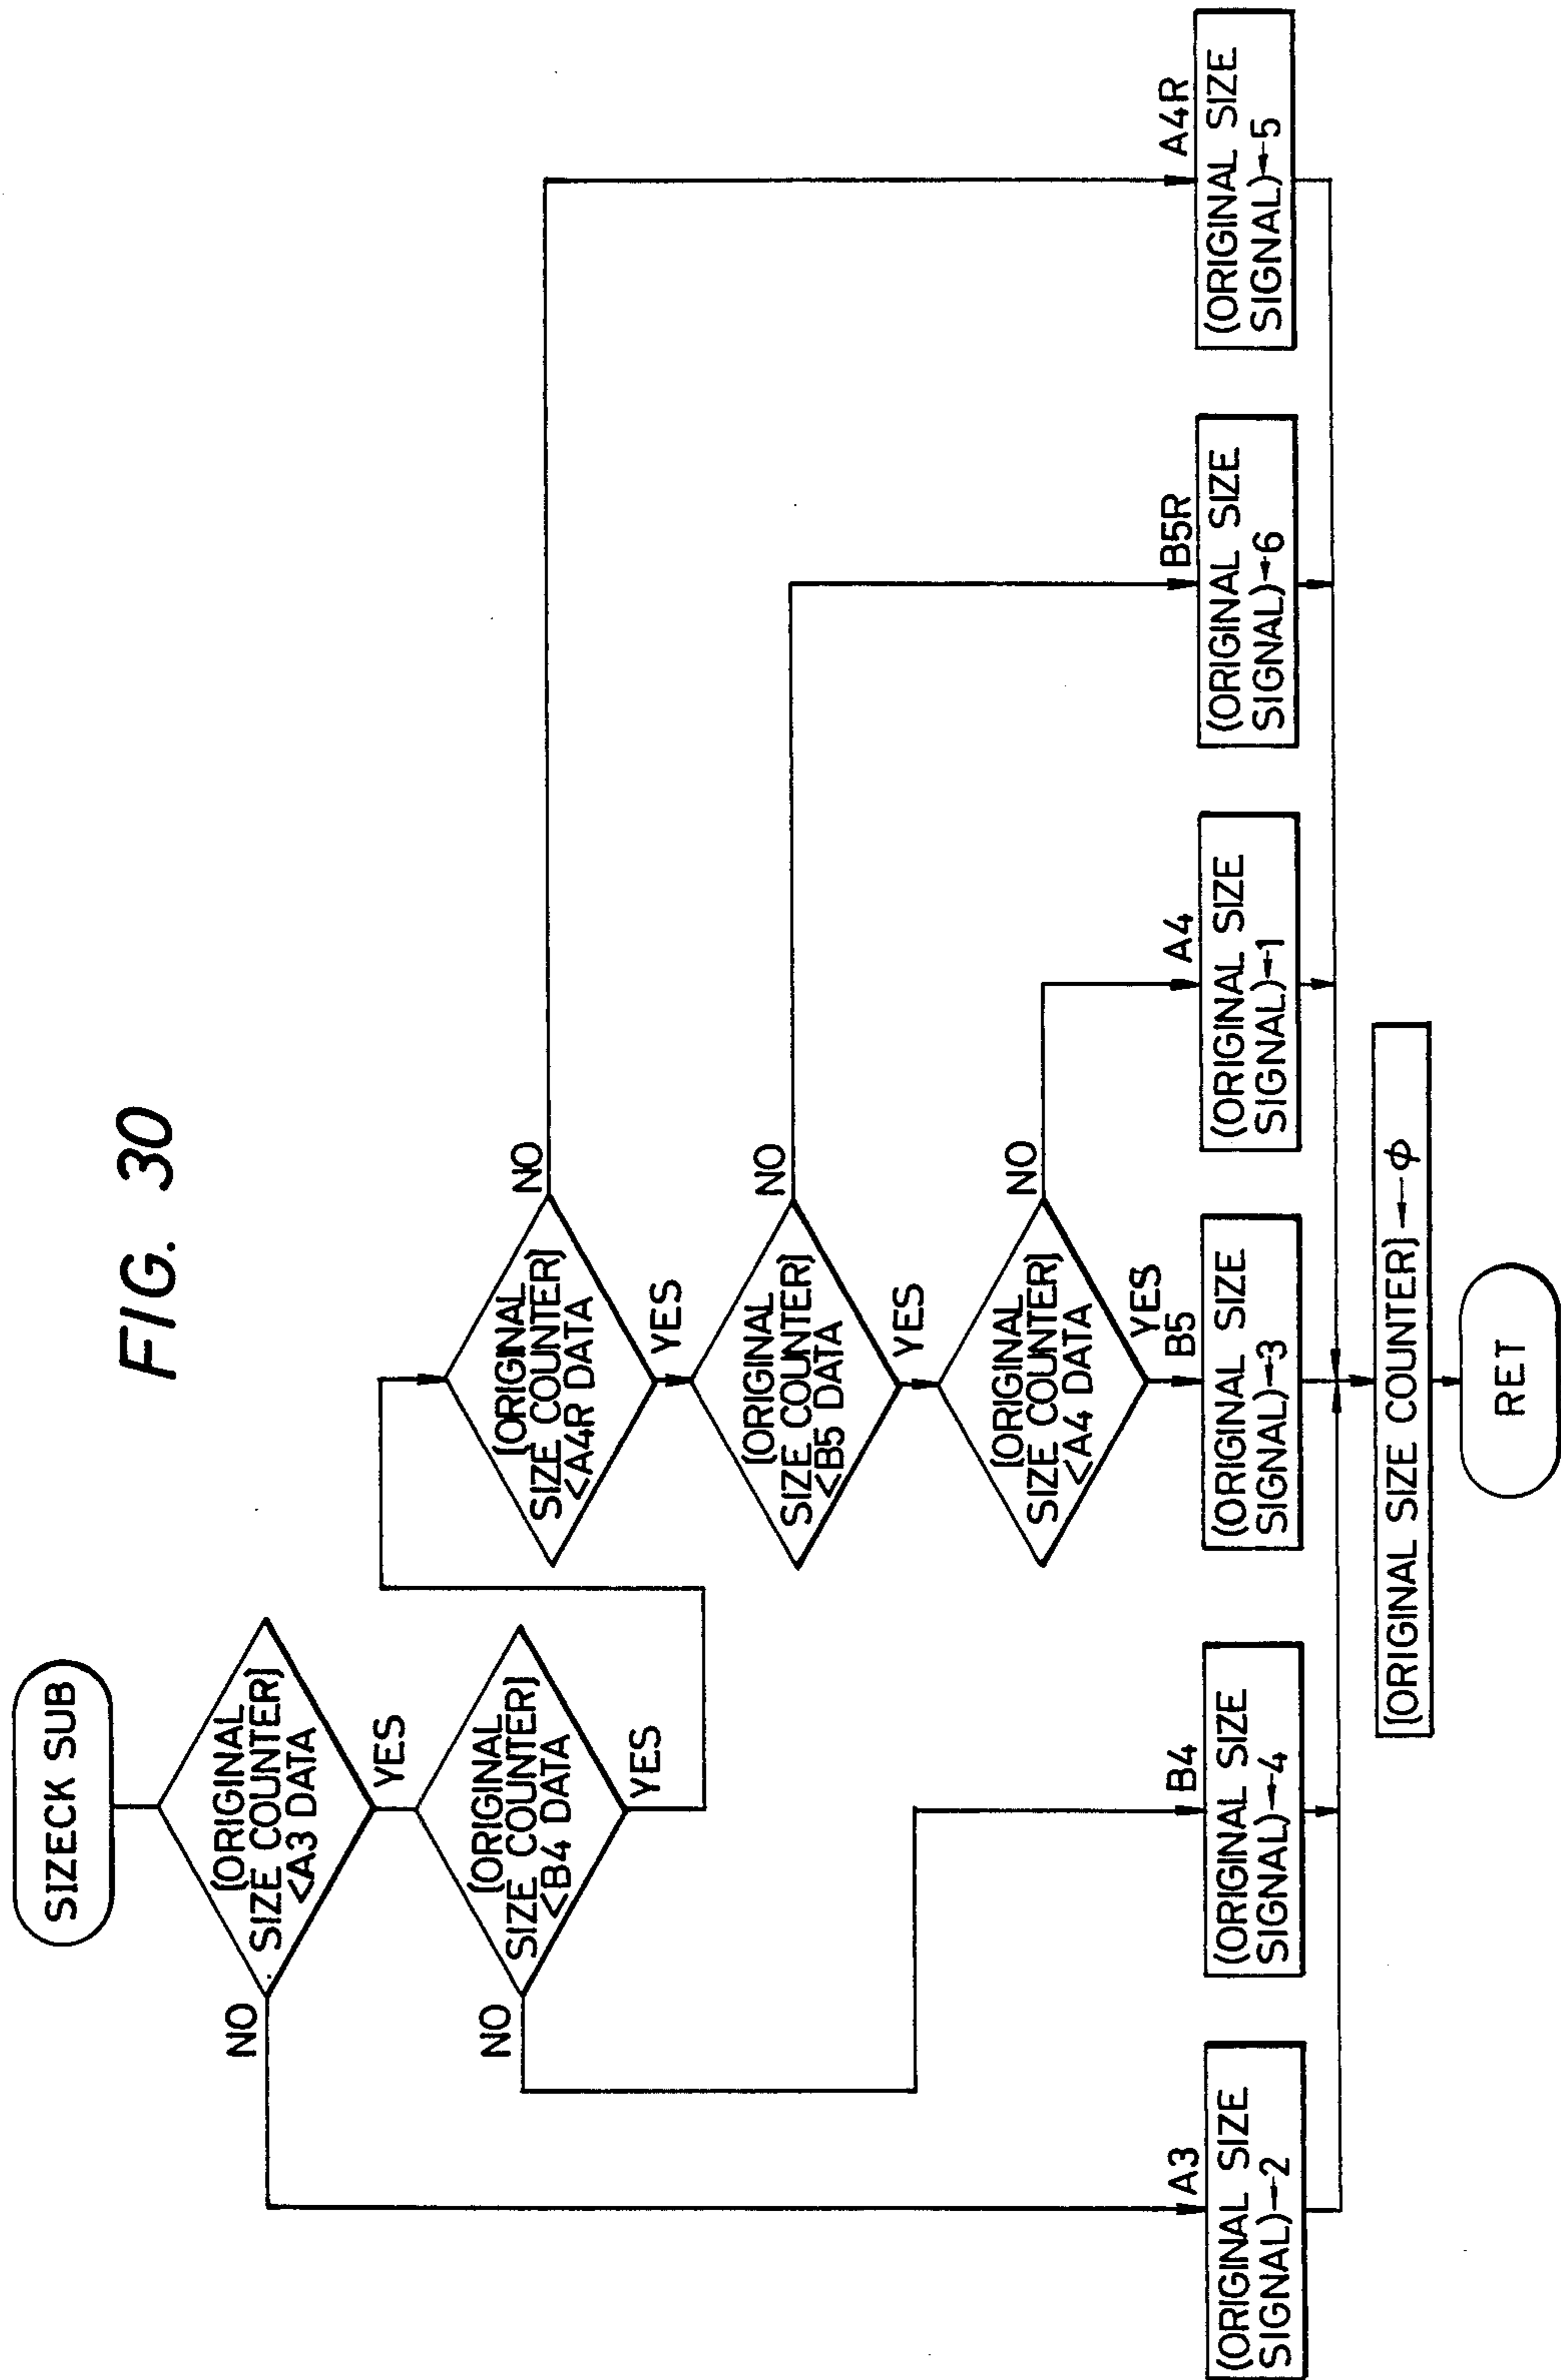 FIG. 30
SIZECK SUB
[ORIGINAL
SIZE COUNTER]
<A3 DATA
NO
YES
[ORIGINAL
SIZE COUNTER]
<B4 DATA
NO
YES
[ORIGINAL
SIZE COUNTER]
<A4R DATA
NO
YES
[ORIGINAL
SIZE COUNTER]
<B5 DATA
NO
YES
[ORIGINAL
SIZE COUNTER]
<A4 DATA
NO
YES
A3
(ORIGINAL SIZE
SIGNAL)←2
B4
(ORIGINAL SIZE
SIGNAL)←4
B5
(ORIGINAL SIZE
SIGNAL)←3
A4
(ORIGINAL SIZE
SIGNAL)←1
B5R
(ORIGINAL SIZE
SIGNAL)←6
A4R
(ORIGINAL SIZE
SIGNAL)←5
[ORIGINAL SIZE COUNTER]←φ
RET